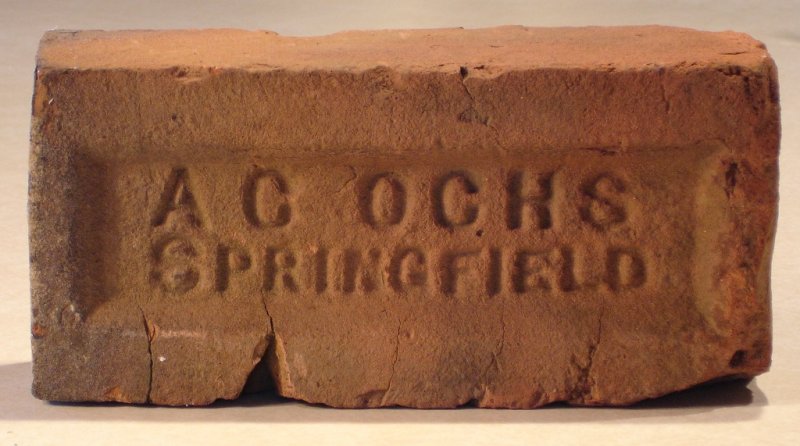 A C OCHS
SPRINGFIELD